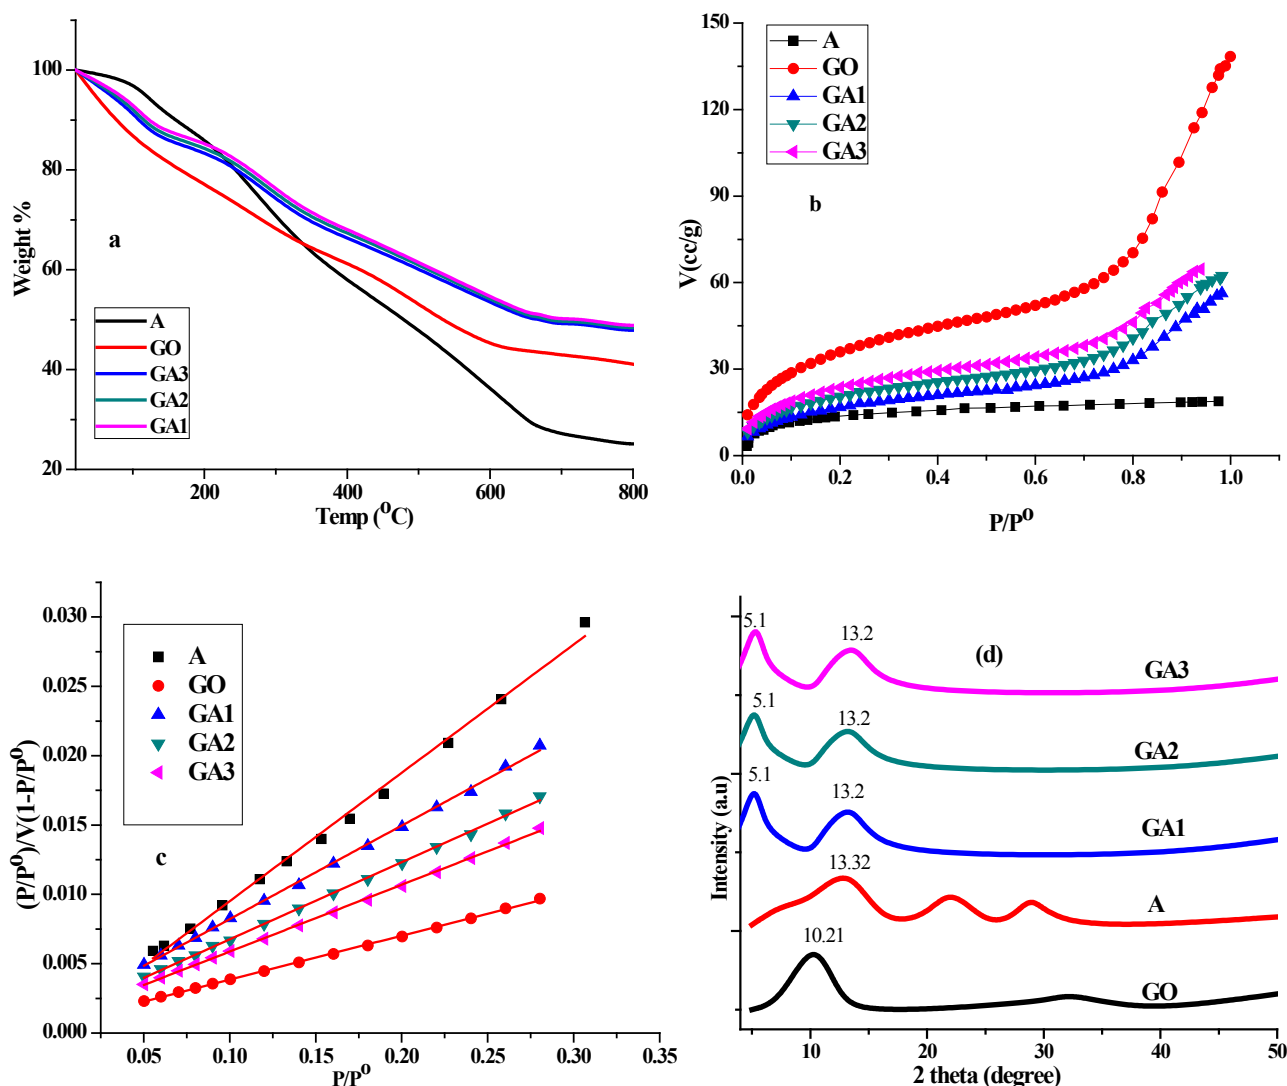 100
80
60
40
20
Weight %
a
A
GO
GA3
GA2
GA1
200
400
600
800
Temp (⁰C)
150
120
90
60
30
0
V(cc/g)
A
GO
GA1
GA2
GA3
b
0.0
0.2
0.4
0.6
0.8
1.0
P/P⁰
0.030
0.025
0.020
0.015
0.010
0.005
0.000
(P/P⁰)/V(1-P/P⁰)
A
GO
GA1
GA2
GA3
c
0.05
0.10
0.15
0.20
0.25
0.30
0.35
P/P⁰
Intensity (a.u)
(d)
5.1
13.2
GA3
5.1
13.2
GA2
5.1
13.2
GA1
13.32
A
10.21
GO
10
20
30
40
50
2 theta (degree)